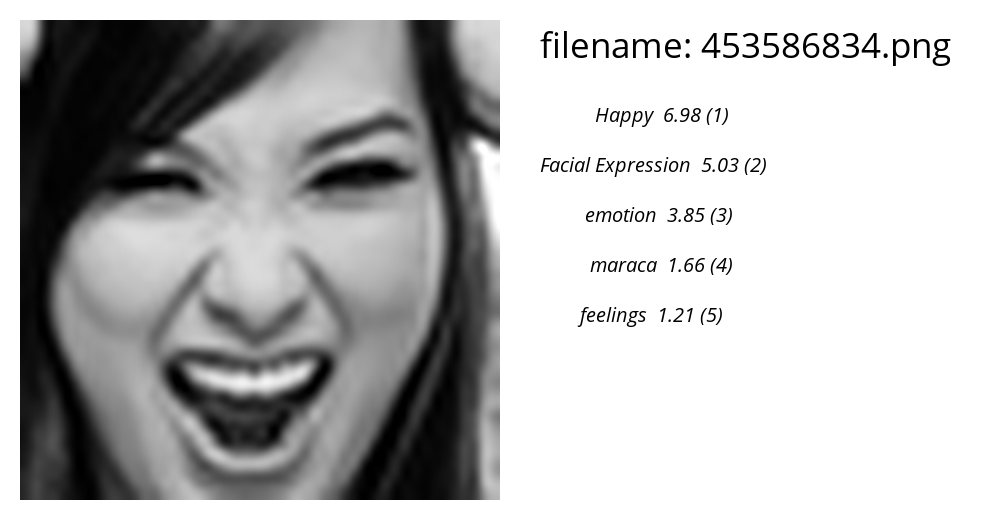 filename: 453586834.png
Happy 6.98 (1)
Facial Expression 5.03 (2)
emotion 3.85 (3)
maraca 1.66 (4)
feelings 1.21 (5)